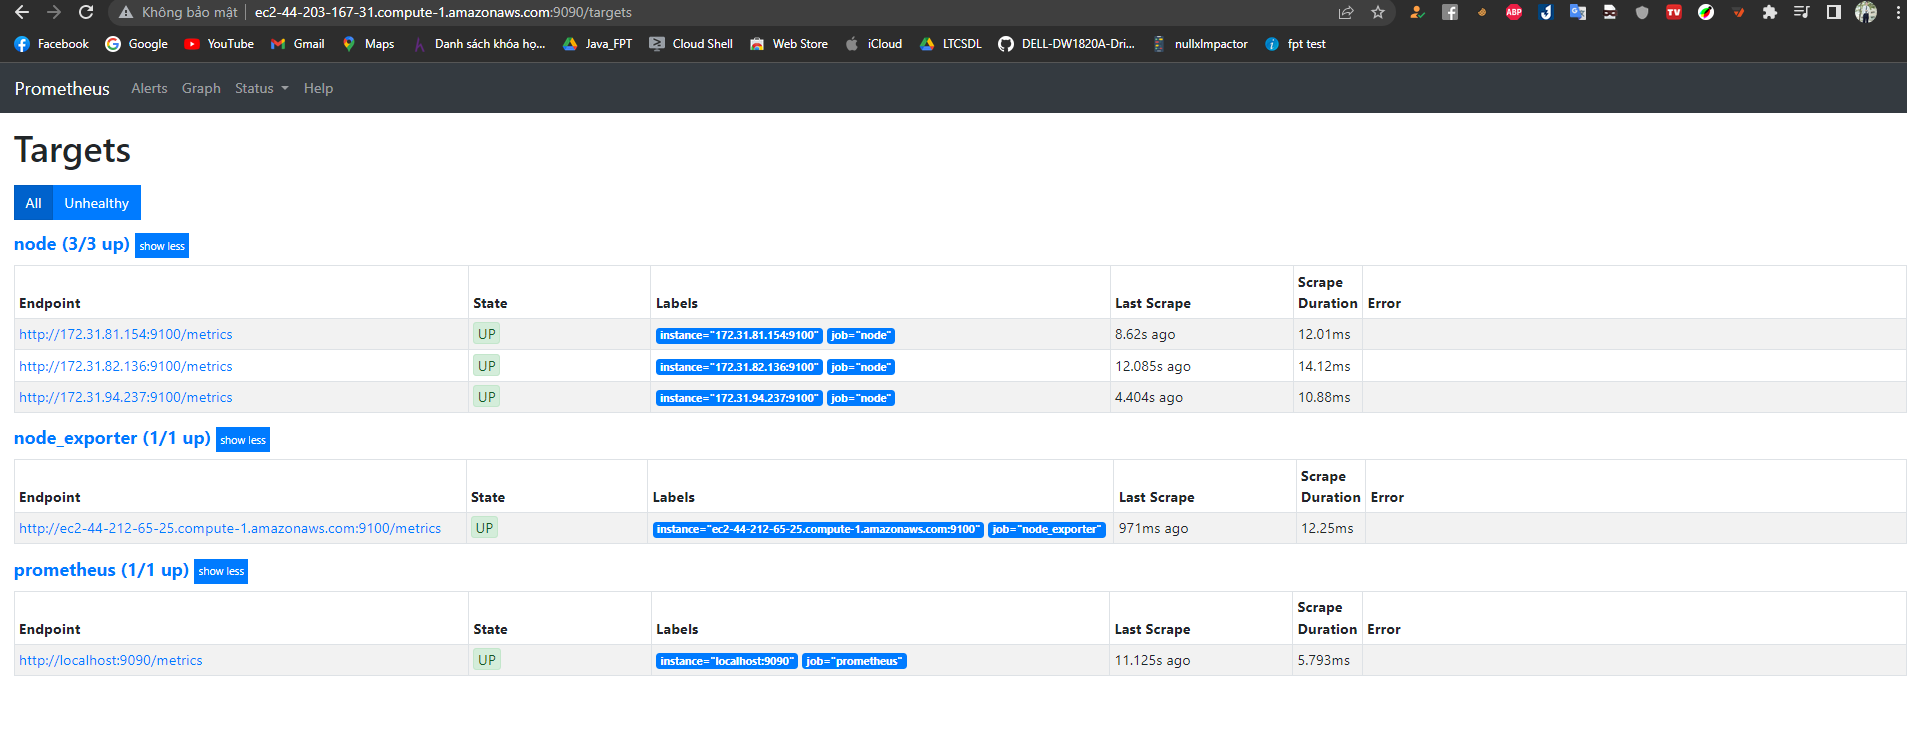 Không bảo mật ec2-44-203-167-31.compute-1.amazonaws.com:9090/targets
Facebook Google YouTube Gmail Maps Danh sách khóa họ... Java_FPT Cloud Shell Web Store iCloud LTCSDL DELL-DW1820A-Dri... nullxImpactor fpt test
Prometheus Alerts Graph Status Help
Targets
All Unhealthy
node (3/3 up) show less
Endpoint State Labels Last Scrape Scrape Duration Error
http://172.31.81.154:9100/metrics UP instance="172.31.81.154:9100" job="node" 8.62s ago 12.01ms
http://172.31.82.136:9100/metrics UP instance="172.31.82.136:9100" job="node" 12.085s ago 14.12ms
http://172.31.94.237:9100/metrics UP instance="172.31.94.237:9100" job="node" 4.404s ago 10.88ms
node_exporter (1/1 up) show less
Endpoint State Labels Last Scrape Scrape Duration Error
http://ec2-44-212-65-25.compute-1.amazonaws.com:9100/metrics UP instance="ec2-44-212-65-25.compute-1.amazonaws.com:9100" job="node_exporter" 971ms ago 12.25ms
prometheus (1/1 up) show less
Endpoint State Labels Last Scrape Scrape Duration Error
http://localhost:9090/metrics UP instance="localhost:9090" job="prometheus" 11.125s ago 5.793ms